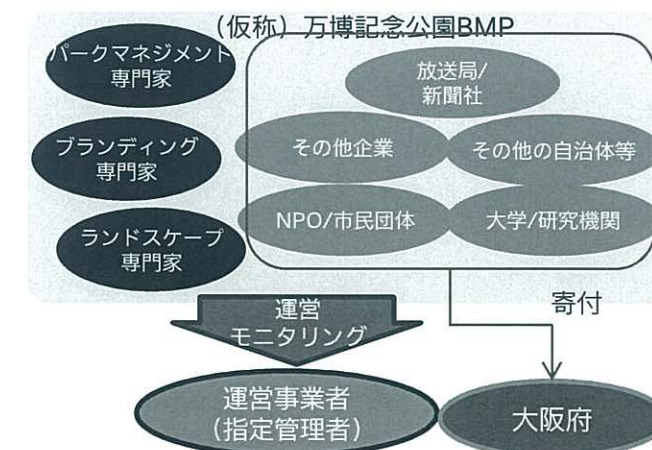 （仮称）万博記念公園BMP
パークマネジメント
専門家
放送局/
新聞社
ブランディング
専門家
その他企業
その他の自治体等
ランドスケープ
専門家
NPO/市民団体
大学/研究機関
運営
モニタリング
寄付
運営事業者
（指定管理者）
大阪府